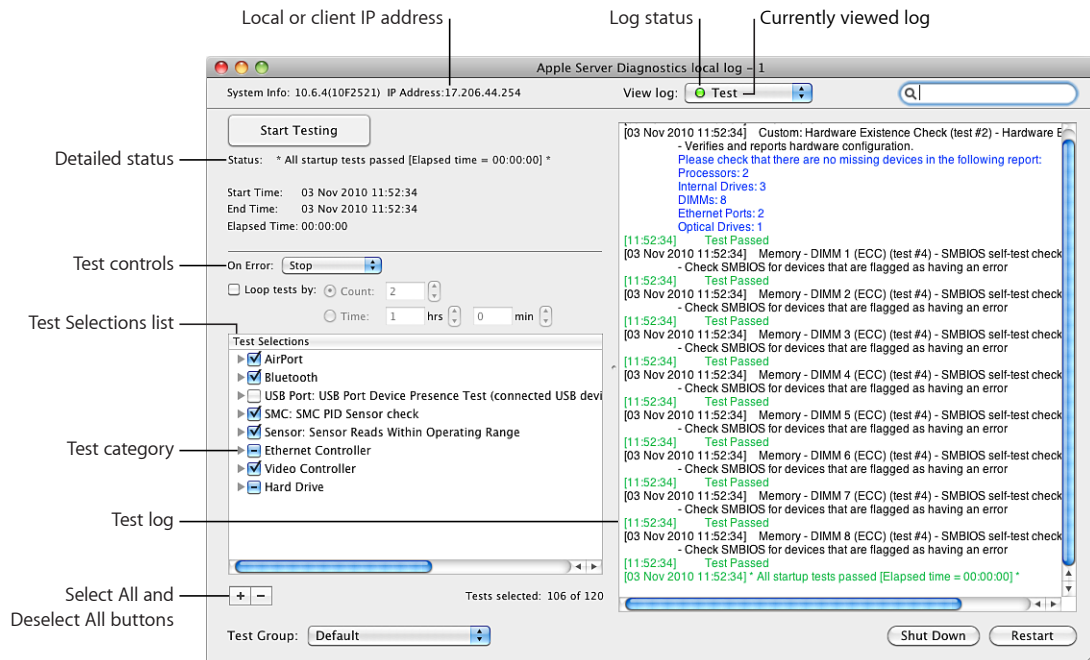 Local or client IP address
Log status
Currently viewed log
Apple Server Diagnostics local log – 1
System Info: 10.6.4(10F2521) IP Address:17.206.44.254
View log: Test
Start Testing
Detailed status
Status: * All startup tests passed [Elapsed time = 00:00:00] *
Start Time: 03 Nov 2010 11:52:34
End Time: 03 Nov 2010 11:52:34
Elapsed Time: 00:00:00
Test controls
On Error: Stop
Loop tests by: Count: 2
Time: 1 hrs 0 min
Test Selections list
Test Selections
AirPort
Bluetooth
USB Port: USB Port Device Presence Test (connected USB devi
SMC: SMC PID Sensor check
Sensor: Sensor Reads Within Operating Range
Test category
Ethernet Controller
Video Controller
Hard Drive
Test log
Select All and
Deselect All buttons
+ −
Tests selected: 106 of 120
Test Group: Default
[03 Nov 2010 11:52:34] Custom: Hardware Existence Check (test #2) - Hardware E
- Verifies and reports hardware configuration.
Please check that there are no missing devices in the following report:
Processors: 2
Internal Drives: 3
DIMMs: 8
Ethernet Ports: 2
Optical Drives: 1
[11:52:34] Test Passed
[03 Nov 2010 11:52:34] Memory - DIMM 1 (ECC) (test #4) - SMBIOS self-test check
- Check SMBIOS for devices that are flagged as having an error
[11:52:34] Test Passed
[03 Nov 2010 11:52:34] Memory - DIMM 2 (ECC) (test #4) - SMBIOS self-test check
- Check SMBIOS for devices that are flagged as having an error
[11:52:34] Test Passed
[03 Nov 2010 11:52:34] Memory - DIMM 3 (ECC) (test #4) - SMBIOS self-test check
- Check SMBIOS for devices that are flagged as having an error
[11:52:34] Test Passed
[03 Nov 2010 11:52:34] Memory - DIMM 4 (ECC) (test #4) - SMBIOS self-test check
- Check SMBIOS for devices that are flagged as having an error
[11:52:34] Test Passed
[03 Nov 2010 11:52:34] Memory - DIMM 5 (ECC) (test #4) - SMBIOS self-test check
- Check SMBIOS for devices that are flagged as having an error
[11:52:34] Test Passed
[03 Nov 2010 11:52:34] Memory - DIMM 6 (ECC) (test #4) - SMBIOS self-test check
- Check SMBIOS for devices that are flagged as having an error
[11:52:34] Test Passed
[03 Nov 2010 11:52:34] Memory - DIMM 7 (ECC) (test #4) - SMBIOS self-test check
- Check SMBIOS for devices that are flagged as having an error
[11:52:34] Test Passed
[03 Nov 2010 11:52:34] Memory - DIMM 8 (ECC) (test #4) - SMBIOS self-test check
- Check SMBIOS for devices that are flagged as having an error
[11:52:34] Test Passed
[03 Nov 2010 11:52:34] * All startup tests passed [Elapsed time = 00:00:00] *
Shut Down
Restart